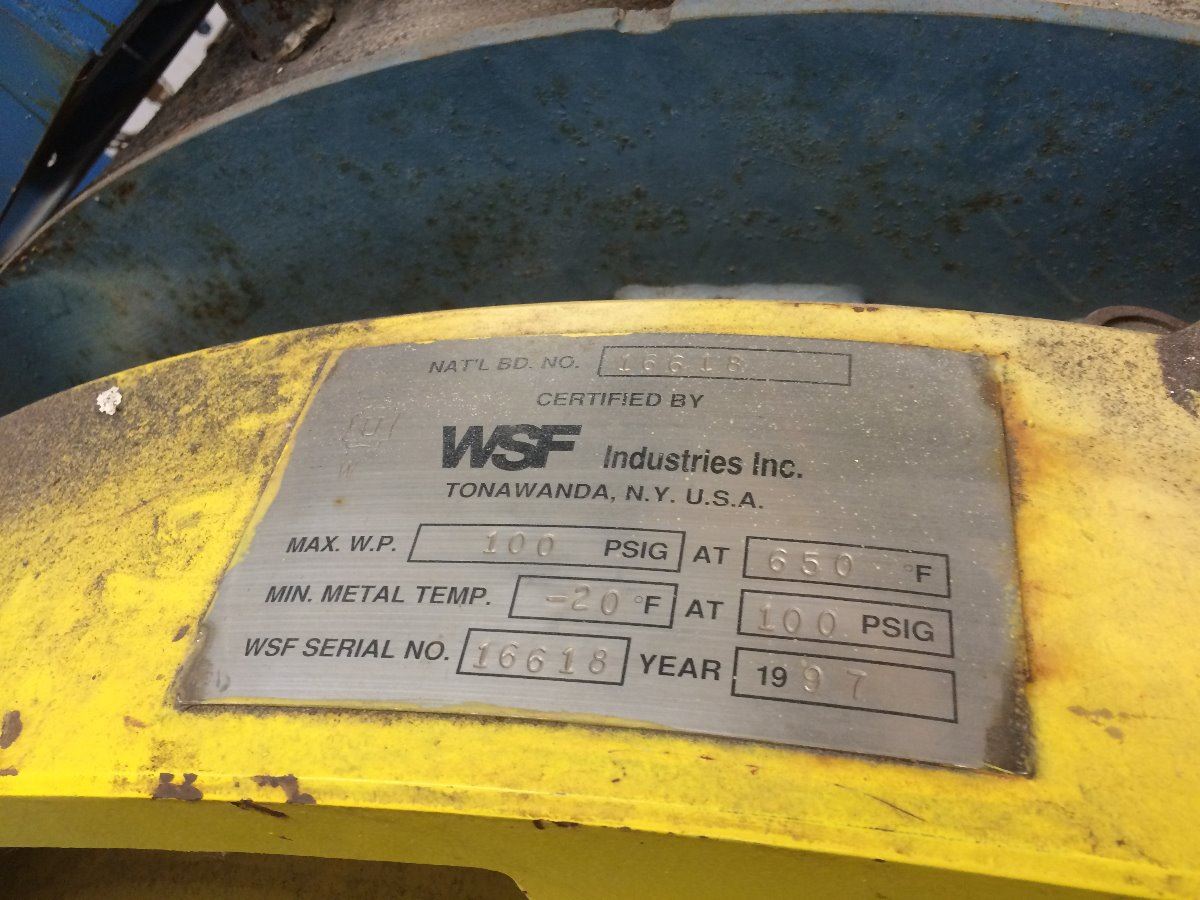 NAT'L BD. NO. 16618
CERTIFIED BY
U
W
WSF Industries Inc.
TONAWANDA, N.Y. U.S.A.
MAX. W.P. 100 PSIG AT 650 °F
MIN. METAL TEMP. -20 °F AT 100 PSIG
WSF SERIAL NO. 16618 YEAR 1997